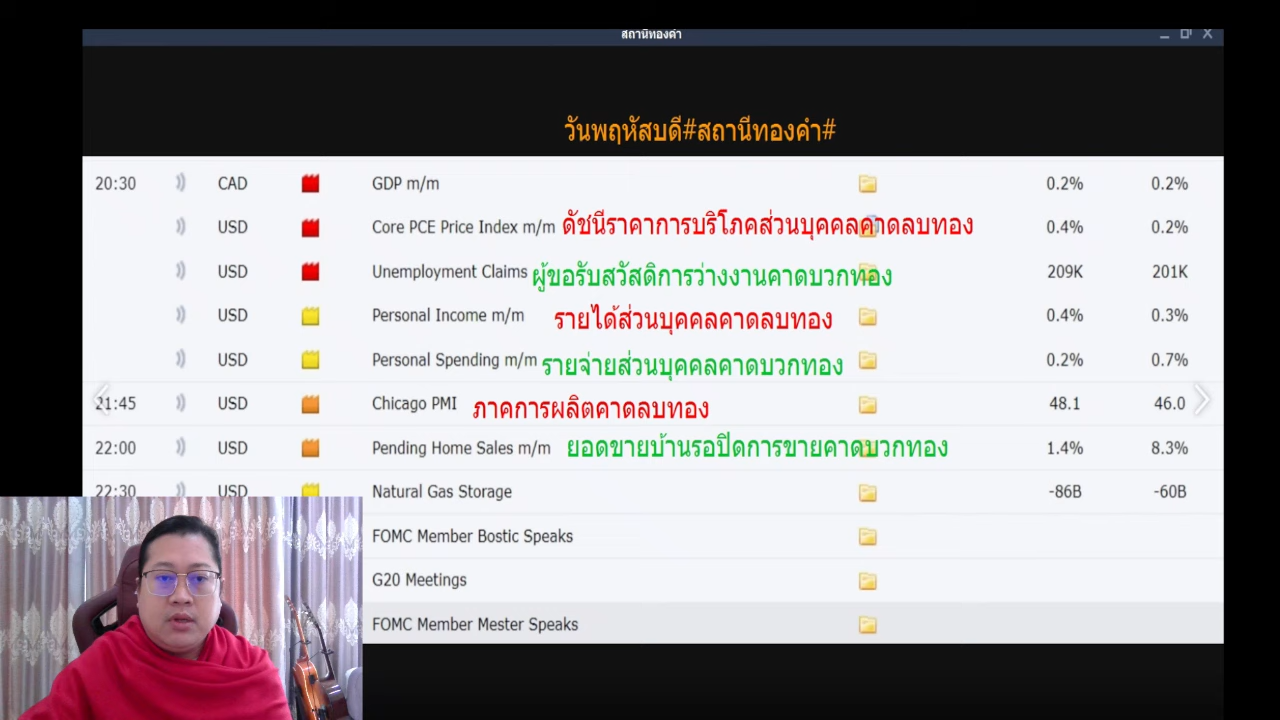 สถานีทองคำ
วันพฤหัสบดี#สถานีทองคำ#
20:30 CAD GDP m/m 0.2% 0.2%
USD Core PCE Price Index m/m ดัชนีราคาการบริโภคส่วนบุคคลคาดลบทอง 0.4% 0.2%
USD Unemployment Claims ผู้ขอรับสวัสดิการว่างงานคาดบวกทอง 209K 201K
USD Personal Income m/m รายได้ส่วนบุคคลคาดลบทอง 0.4% 0.3%
USD Personal Spending m/m รายจ่ายส่วนบุคคลคาดบวกทอง 0.2% 0.7%
21:45 USD Chicago PMI ภาคการผลิตคาดลบทอง 48.1 46.0
22:00 USD Pending Home Sales m/m ยอดขายบ้านรอปิดการขายคาดบวกทอง 1.4% 8.3%
22:30 USD Natural Gas Storage -86B -60B
FOMC Member Bostic Speaks
G20 Meetings
FOMC Member Mester Speaks